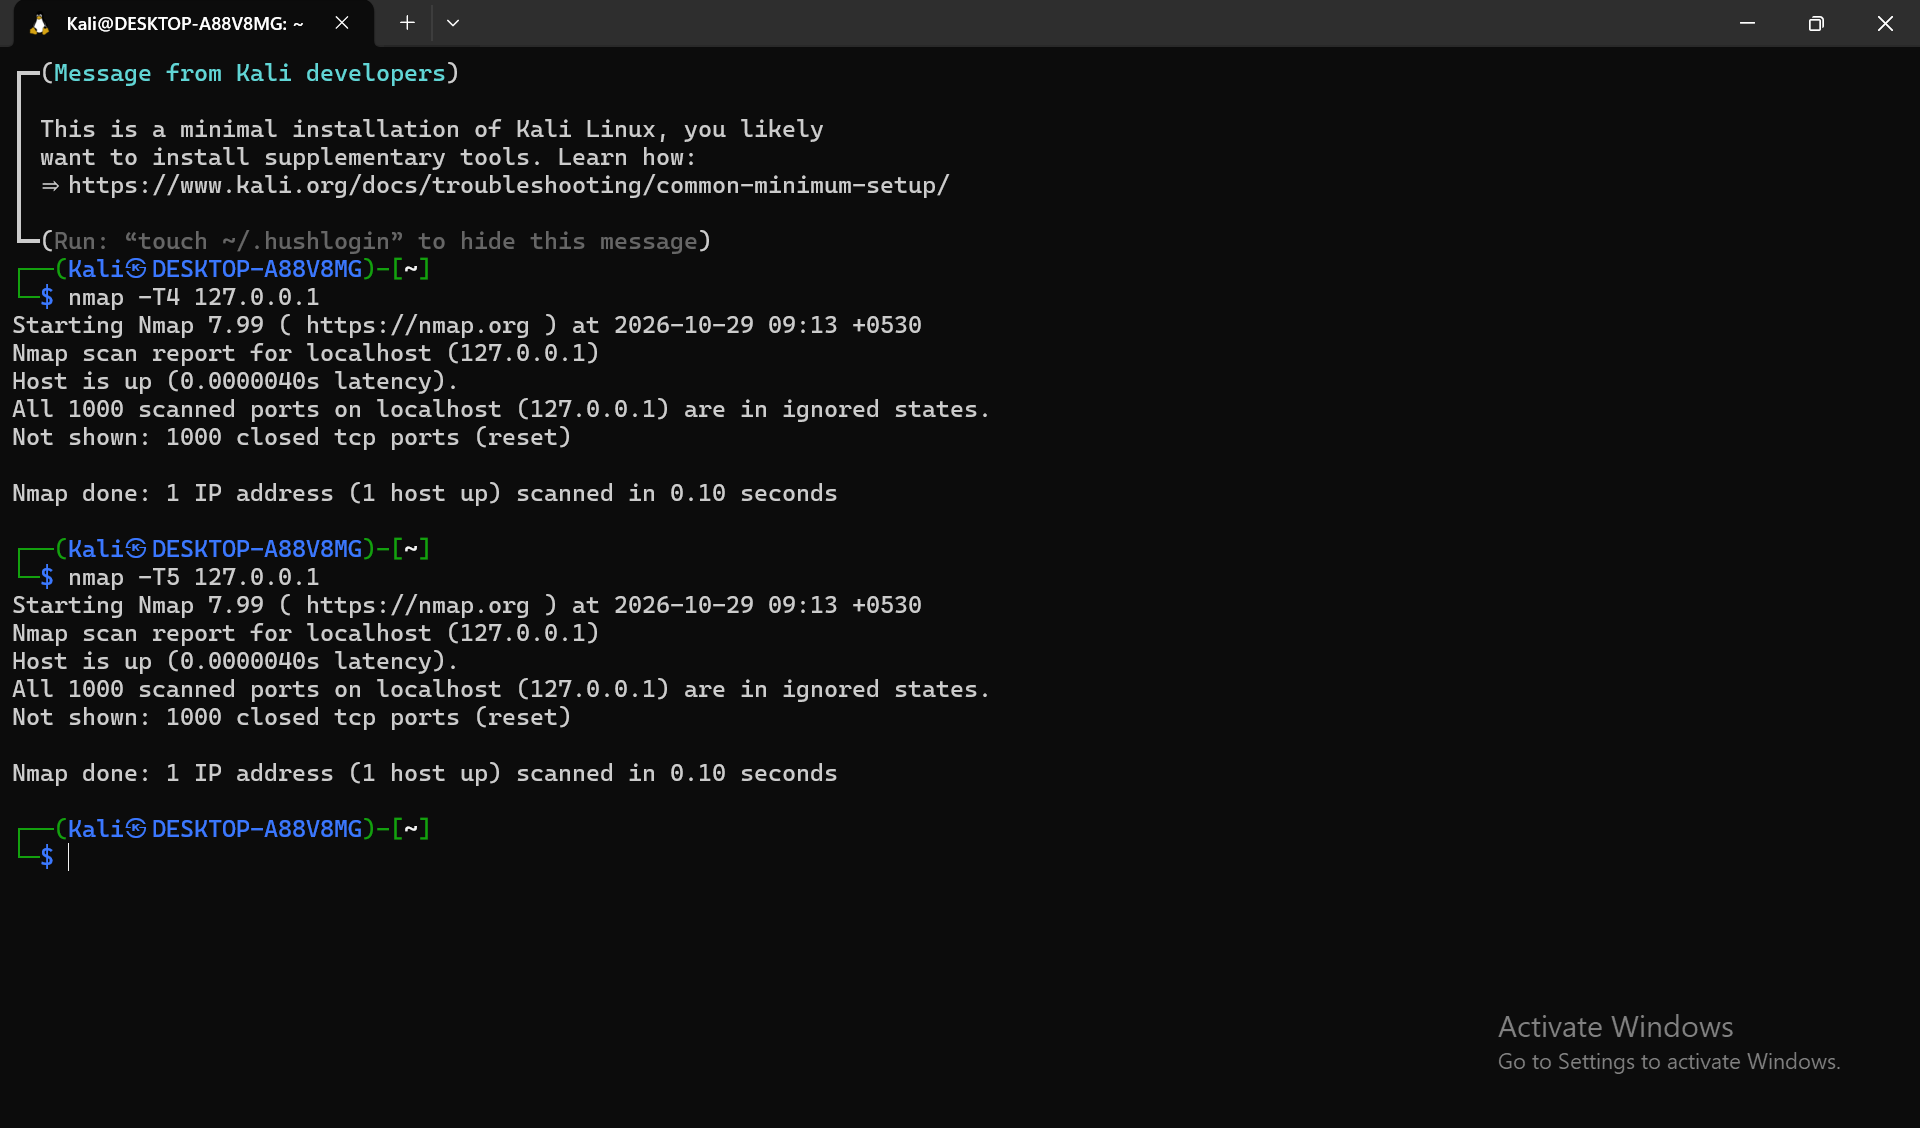 Kali@DESKTOP-A88V8MG: ~
(Message from Kali developers)
This is a minimal installation of Kali Linux, you likely
want to install supplementary tools. Learn how:
⇒ https://www.kali.org/docs/troubleshooting/common-minimum-setup/
(Run: “touch ~/.hushlogin” to hide this message)
┌──(Kali㉿DESKTOP-A88V8MG)-[~]
└─$ nmap -T4 127.0.0.1
Starting Nmap 7.99 ( https://nmap.org ) at 2026-10-29 09:13 +0530
Nmap scan report for localhost (127.0.0.1)
Host is up (0.0000040s latency).
All 1000 scanned ports on localhost (127.0.0.1) are in ignored states.
Not shown: 1000 closed tcp ports (reset)
Nmap done: 1 IP address (1 host up) scanned in 0.10 seconds
┌──(Kali㉿DESKTOP-A88V8MG)-[~]
└─$ nmap -T5 127.0.0.1
Starting Nmap 7.99 ( https://nmap.org ) at 2026-10-29 09:13 +0530
Nmap scan report for localhost (127.0.0.1)
Host is up (0.0000040s latency).
All 1000 scanned ports on localhost (127.0.0.1) are in ignored states.
Not shown: 1000 closed tcp ports (reset)
Nmap done: 1 IP address (1 host up) scanned in 0.10 seconds
┌──(Kali㉿DESKTOP-A88V8MG)-[~]
└─$
Activate Windows
Go to Settings to activate Windows.